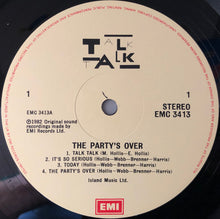 TALK
TALK
1
1
EMC 3413A
STEREO
EMC 3413
℗1982 Original sound
recordings made by
EMI Records Ltd.
THE PARTY'S OVER
1. TALK TALK (M. Hollis-E. Hollis)
2. IT'S SO SERIOUS (Hollis-Webb-Brenner-Harris)
3. TODAY (Hollis-Webb-Brenner-Harris)
4. THE PARTY'S OVER (Hollis-Webb-Brenner-Harris)
Island Music Ltd.
EMI